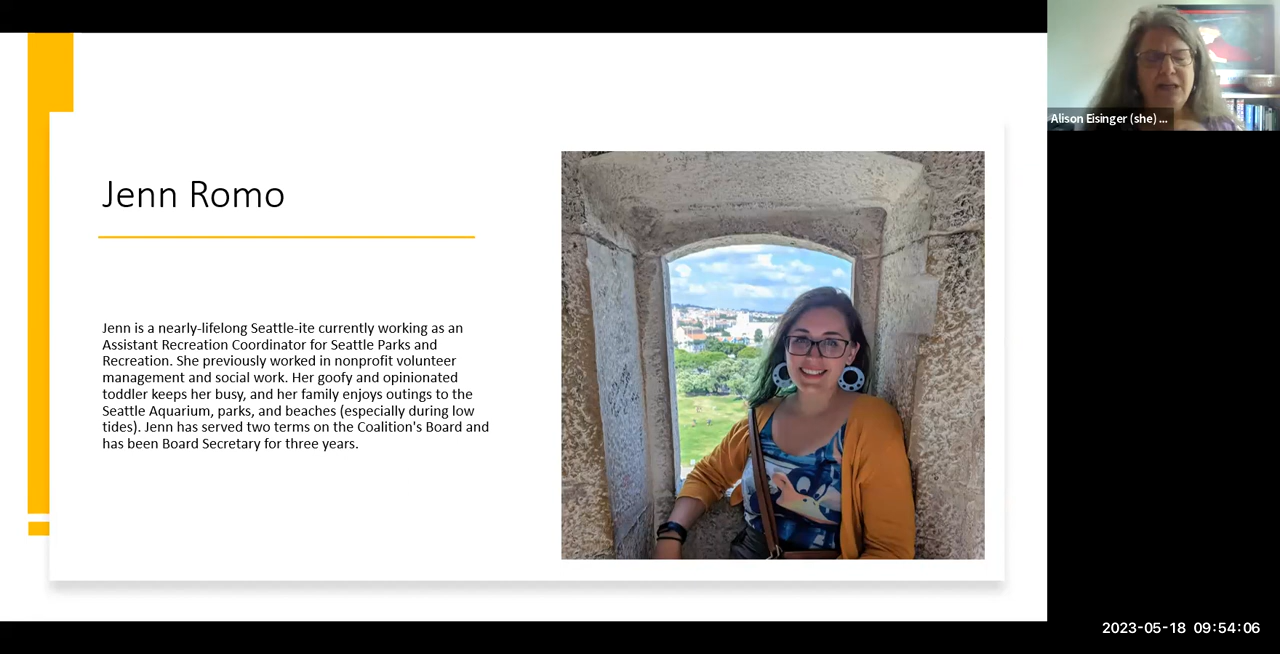 Jenn Romo
Jenn is a nearly-lifelong Seattle-ite currently working as an
Assistant Recreation Coordinator for Seattle Parks and
Recreation. She previously worked in nonprofit volunteer
management and social work. Her goofy and opinionated
toddler keeps her busy, and her family enjoys outings to the
Seattle Aquarium, parks, and beaches (especially during low
tides). Jenn has served two terms on the Coalition's Board and
has been Board Secretary for three years.
Alison Eisinger (she) ...
2023-05-18 09:54:06